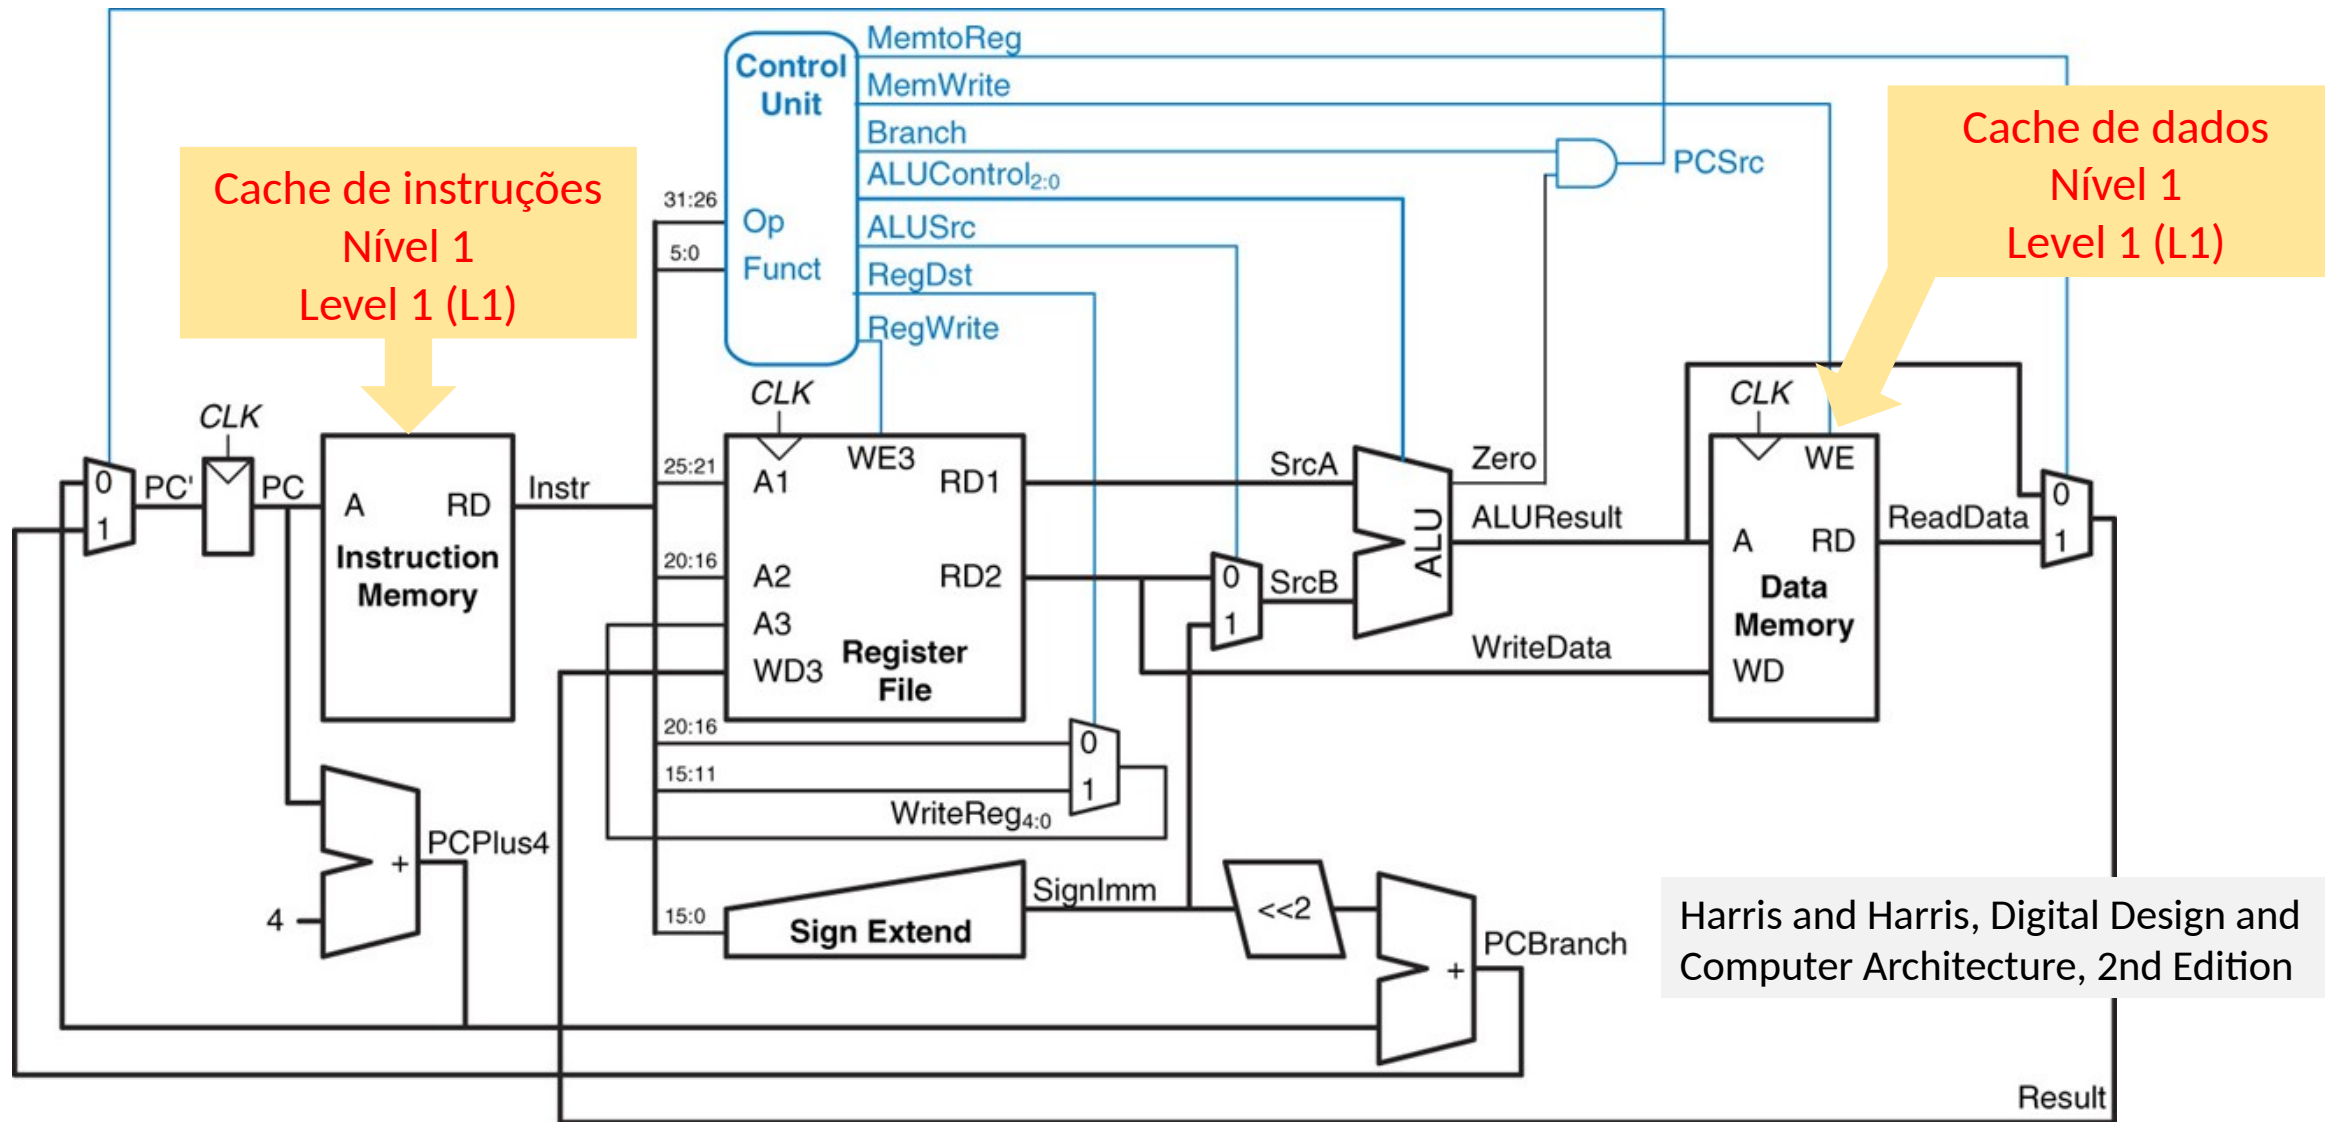 MemtoReg
Control
Unit
MemWrite
Branch
ALUControl2:0
PCSrc
Cache de dados
Nível 1
Level 1 (L1)
Cache de instruções
Nível 1
Level 1 (L1)
31:26
Op
ALUSrc
5:0
Funct
RegDst
RegWrite
CLK
CLK
CLK
0
1
PC'
PC
A
RD
Instruction
Memory
Instr
25:21
A1
WE3
RD1
20:16
A2
RD2
A3
WD3
Register
File
SrcA
0
1
SrcB
ALU
Zero
ALUResult
WriteData
WE
A
RD
Data
Memory
WD
ReadData
0
1
20:16
0
15:11
1
WriteReg4:0
PCPlus4
+
4
15:0
Sign Extend
SignImm
<<2
+
PCBranch
Harris and Harris, Digital Design and
Computer Architecture, 2nd Edition
Result